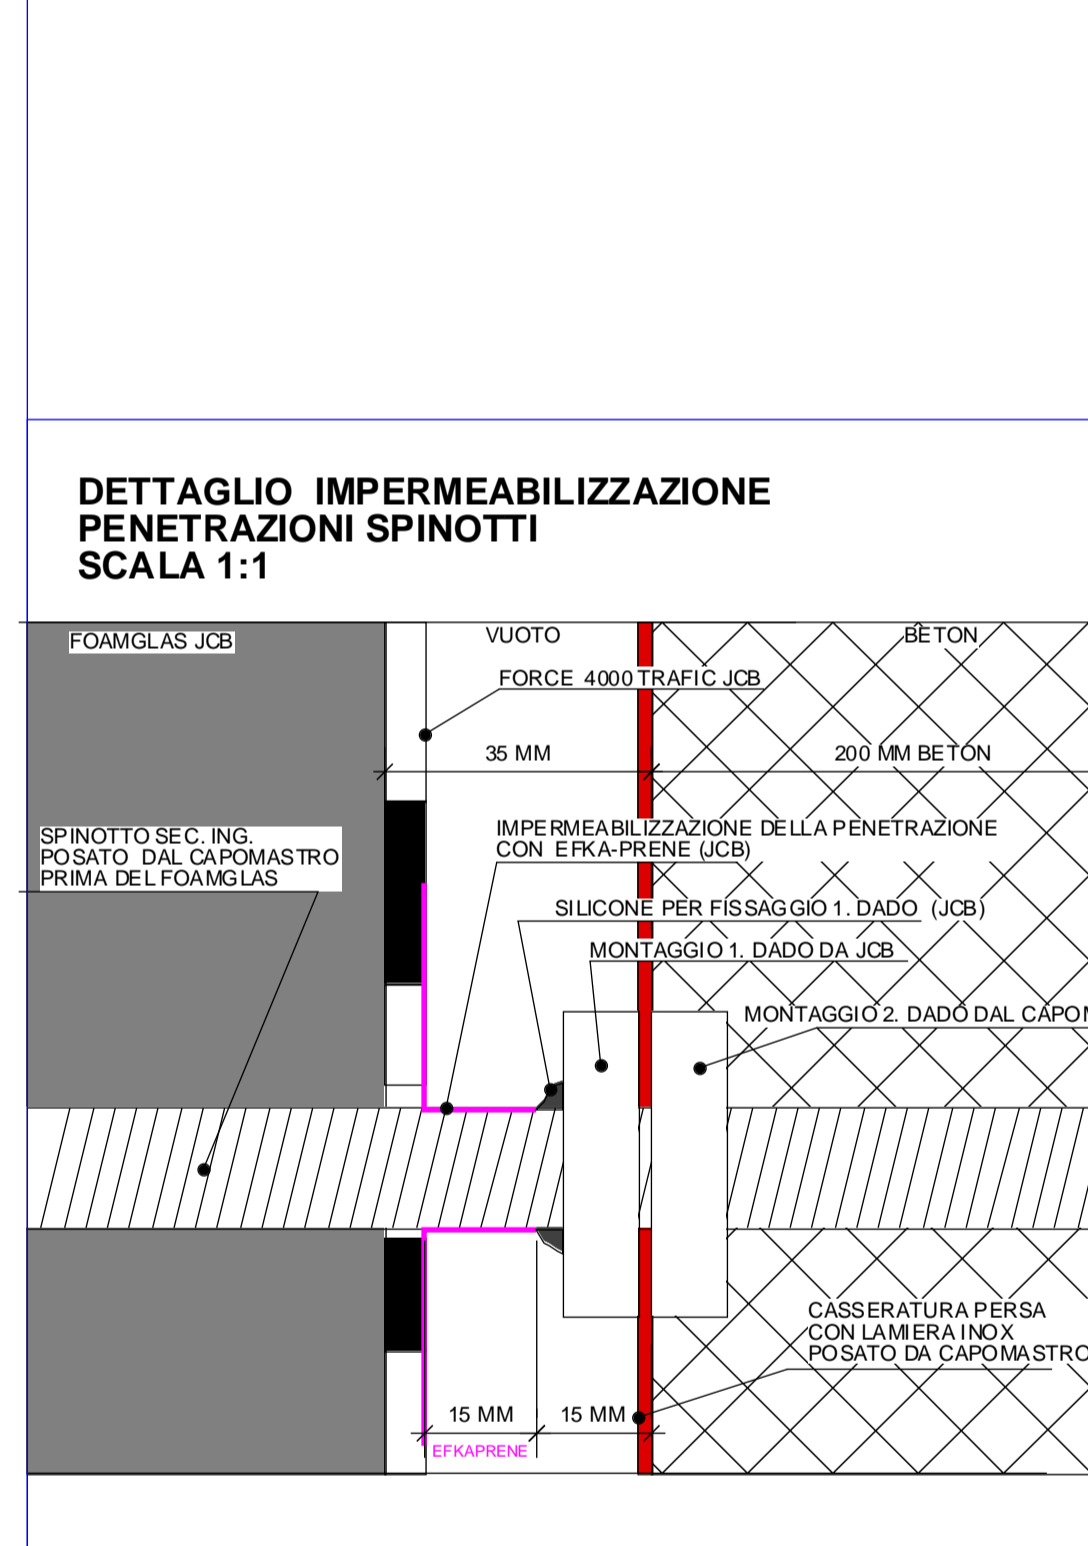 DETTAGLIO IMPERMEABILIZZAZIONE
PENETRAZIONI SPINOTTI
SCALA 1:1
FOAMGLAS JCB
VUOTO
BETON
FORCE 4000 TRAFIC JCB
35 MM
200 MM BETON
SPINOTTO SEC. ING.
POSATO DAL CAPOMASTRO
PRIMA DEL FOAMGLAS
IMPERMEABILIZZAZIONE DELLA PENETRAZIONE
CON EFKA-PRENE (JCB)
SILICONE PER FISSAGGIO 1. DADO (JCB)
MONTAGGIO 1. DADO DA JCB
MONTAGGIO 2. DADO DAL
CASSERATURA PERSA
CON LAMIERA INOX
POSATO DA CAPOMASTRO
15 MM
15 MM
EFKAPRENE